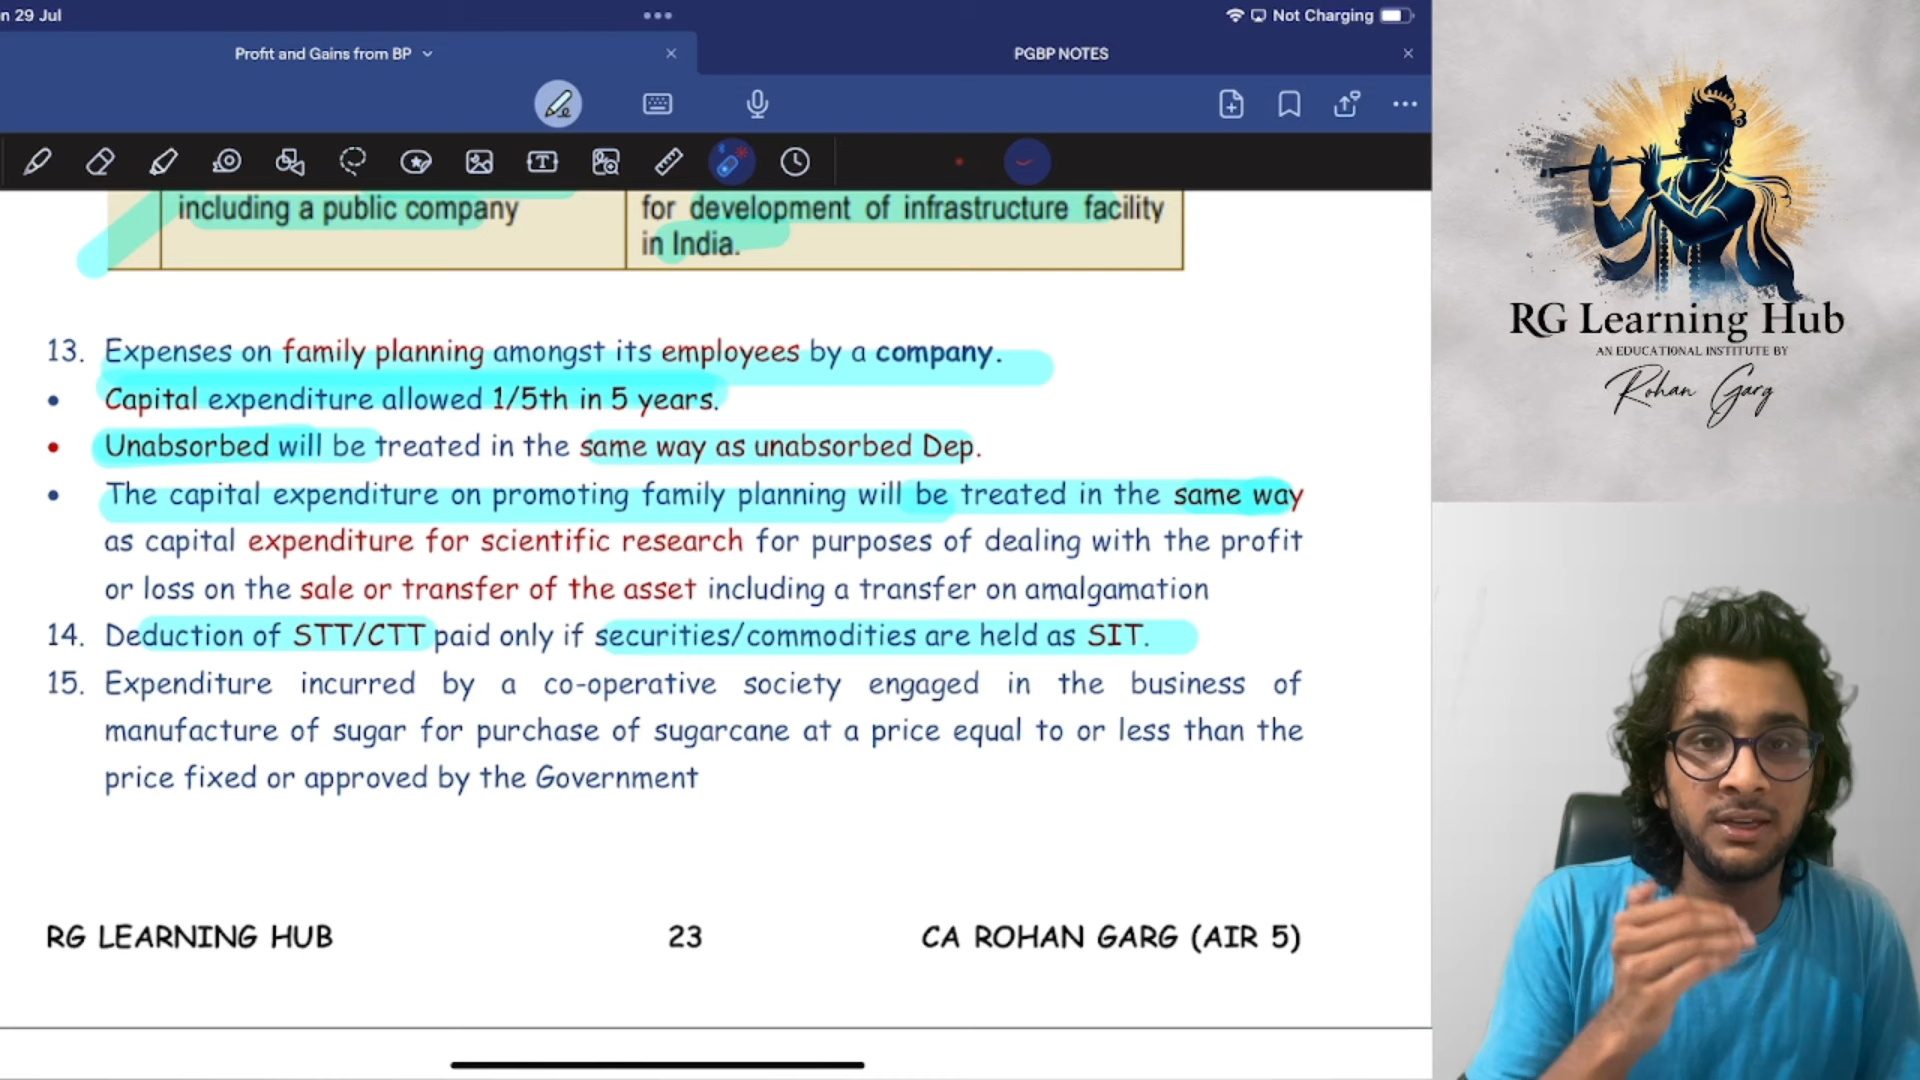 n 29 Jul
Not Charging
Profit and Gains from BP
PGBP NOTES
including a public company
for development of infrastructure facility
in India.
13. Expenses on family planning amongst its employees by a company.
• Capital expenditure allowed 1/5th in 5 years.
• Unabsorbed will be treated in the same way as unabsorbed Dep.
• The capital expenditure on promoting family planning will be treated in the same way
as capital expenditure for scientific research for purposes of dealing with the profit
or loss on the sale or transfer of the asset including a transfer on amalgamation
14. Deduction of STT/CTT paid only if securities/commodities are held as SIT.
15. Expenditure incurred by a co-operative society engaged in the business of
manufacture of sugar for purchase of sugarcane at a price equal to or less than the
price fixed or approved by the Government
RG LEARNING HUB 23 CA ROHAN GARG (AIR 5)
RG Learning Hub
AN EDUCATIONAL INSTITUTE BY
Rohan Garg